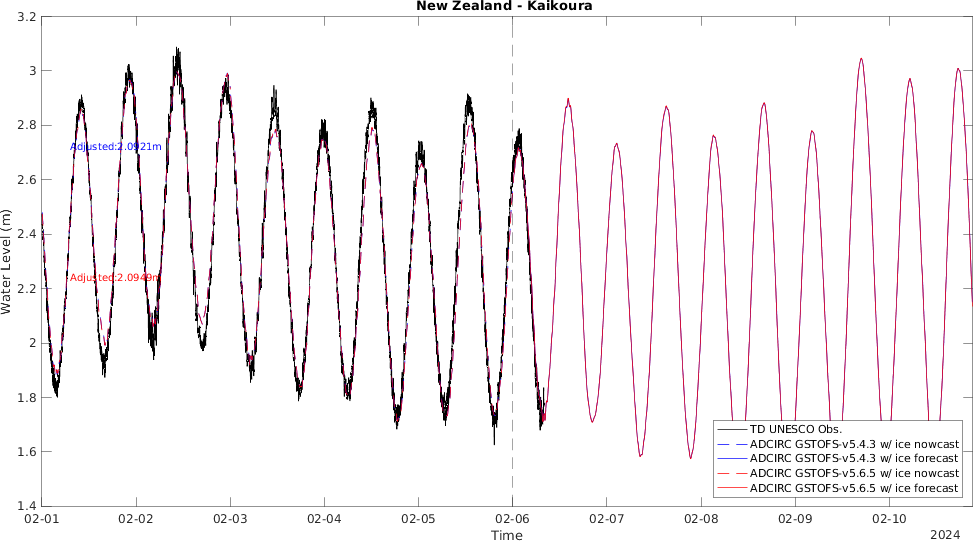 New Zealand - Kaikoura
3.2
3
2.8
2.6
2.4
2.2
2
1.8
1.6
1.4
Water Level (m)
Adjusted:2.0921m
Adjusted:2.0949m
TD UNESCO Obs.
ADCIRC GSTOFS-v5.4.3 w/ ice nowcast
ADCIRC GSTOFS-v5.4.3 w/ ice forecast
ADCIRC GSTOFS-v5.6.5 w/ ice nowcast
ADCIRC GSTOFS-v5.6.5 w/ ice forecast
02-01 02-02 02-03 02-04 02-05 02-06 02-07 02-08 02-09 02-10
Time
2024